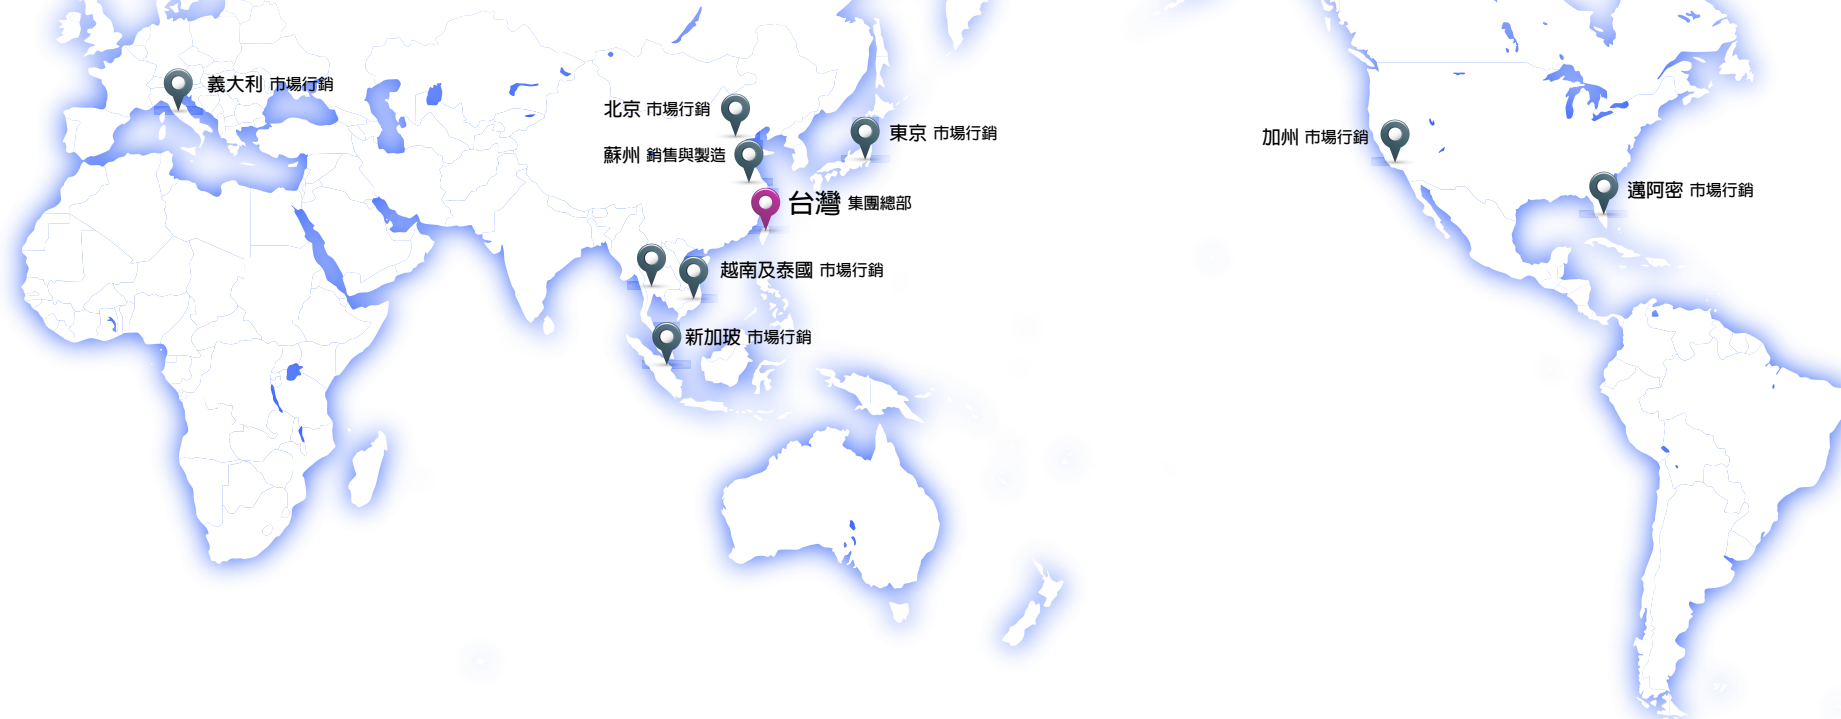 義大利 市場行銷
北京 市場行銷
東京 市場行銷
加州 市場行銷
蘇州 銷售與製造
邁阿密 市場行銷
台灣 集團總部
越南及泰國 市場行銷
新加玻 市場行銷